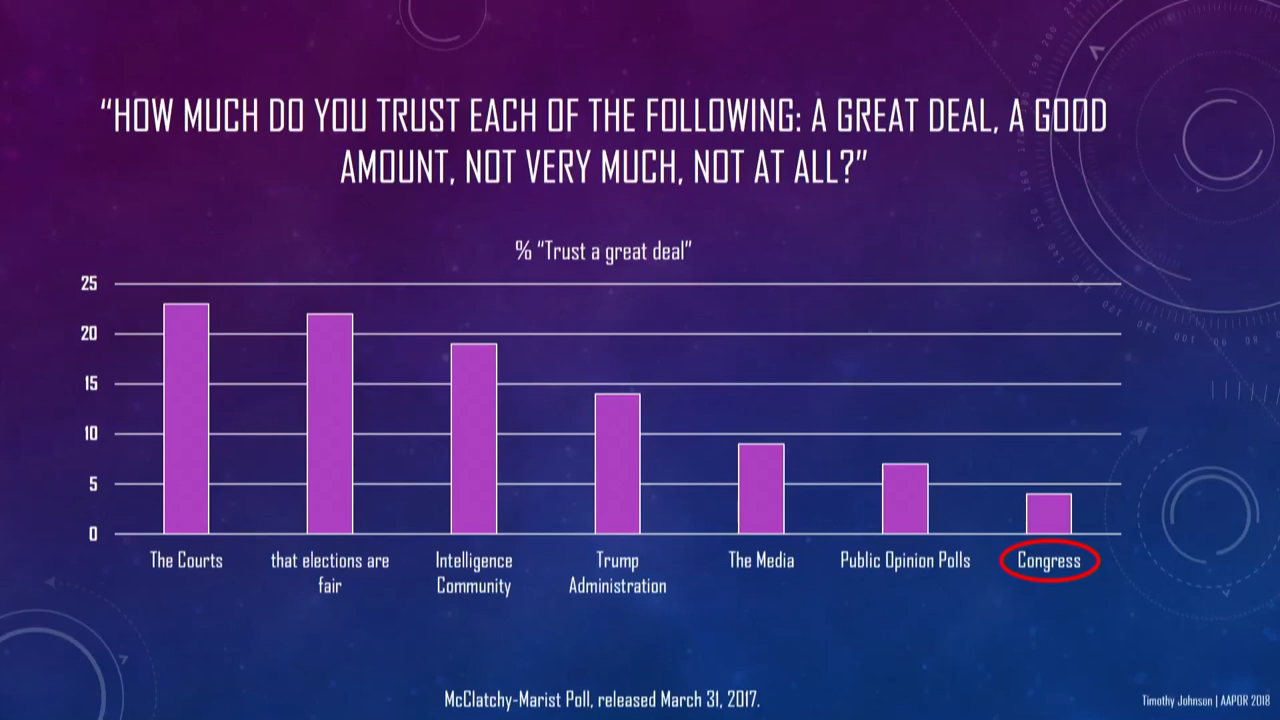 “HOW MUCH DO YOU TRUST EACH OF THE FOLLOWING: A GREAT DEAL, A GOOD
AMOUNT, NOT VERY MUCH, NOT AT ALL?”
% “Trust a great deal”
25
20
15
10
5
0
The Courts
that elections are
fair
Intelligence
Community
Trump
Administration
The Media
Public Opinion Polls
Congress
McClatchy-Marist Poll, released March 31, 2017.
Timothy Johnson | AAPOR 2018